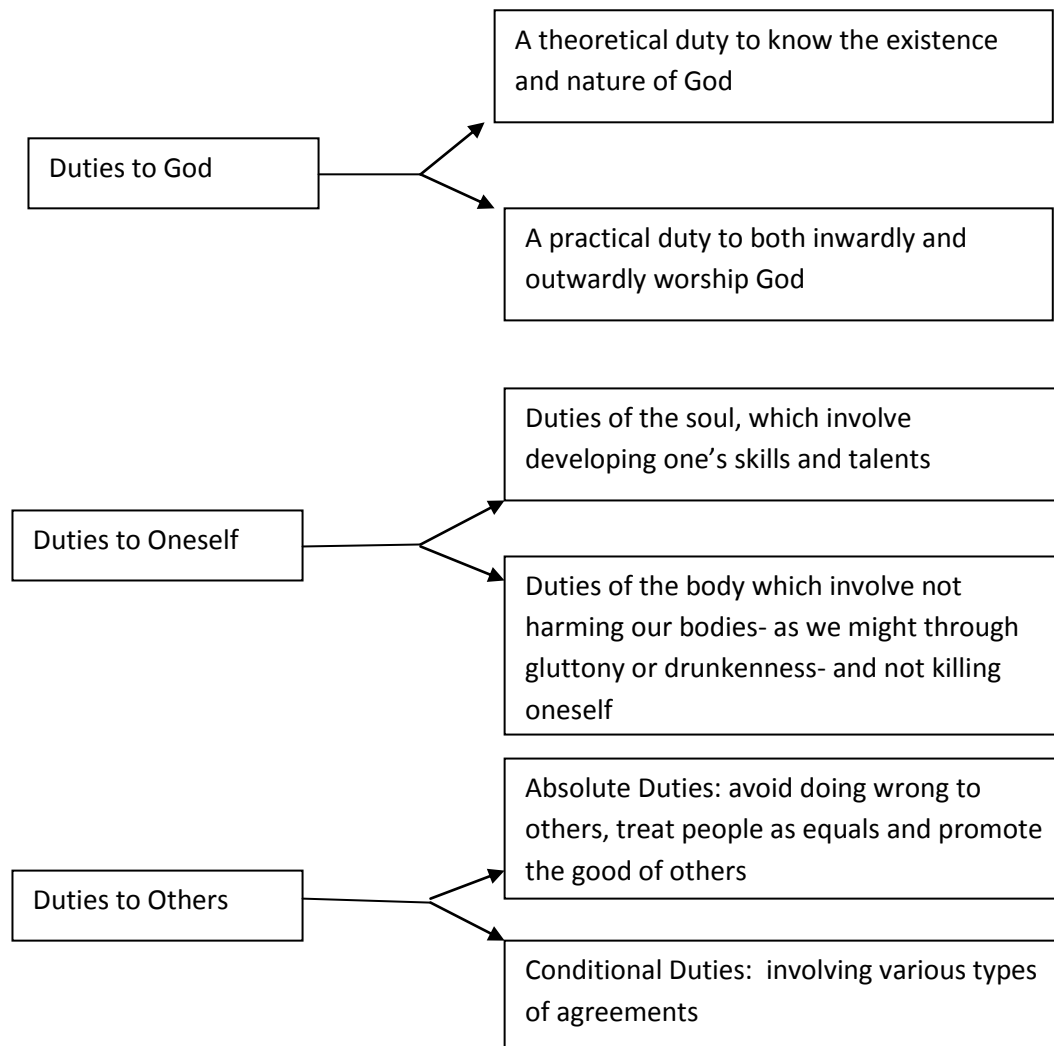 A theoretical duty to know the existence
and nature of God
Duties to God
A practical duty to both inwardly and
outwardly worship God
Duties of the soul, which involve
developing one’s skills and talents
Duties to Oneself
Duties of the body which involve not
harming our bodies- as we might through
gluttony or drunkenness- and not killing
oneself
Absolute Duties: avoid doing wrong to
others, treat people as equals and promote
the good of others
Duties to Others
Conditional Duties:  involving various types
of agreements